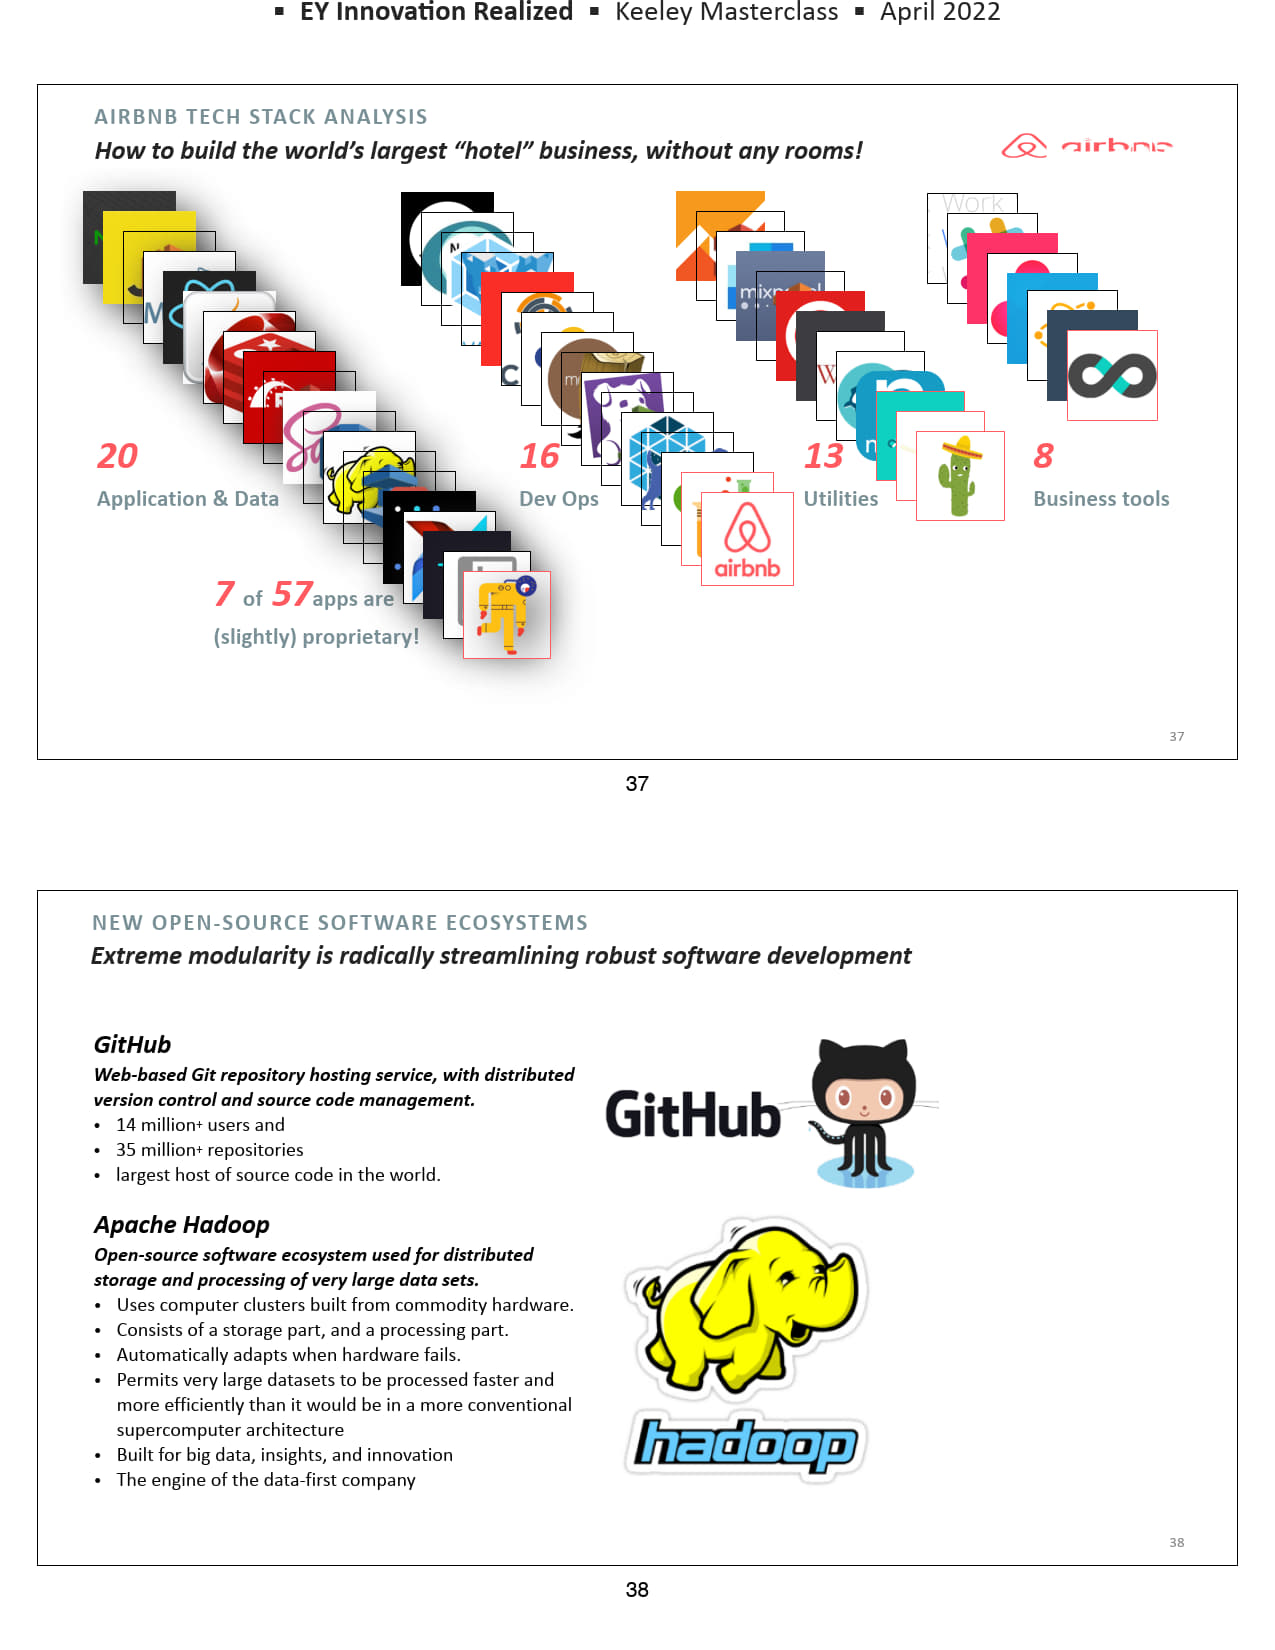 ▪ EY Innovation Realized ▪ Keeley Masterclass ▪ April 2022
AIRBNB TECH STACK ANALYSIS
How to build the world's largest "hotel" business, without any rooms!
airbnb
Work
mixpanel
20
Application & Data
16
Dev Ops
13
Utilities
8
Business tools
airbnb
7 of 57 apps are
(slightly) proprietary!
37
37
NEW OPEN-SOURCE SOFTWARE ECOSYSTEMS
Extreme modularity is radically streamlining robust software development
GitHub
Web-based Git repository hosting service, with distributed
version control and source code management.
• 14 million+ users and
• 35 million+ repositories
• largest host of source code in the world.
GitHub
Apache Hadoop
Open-source software ecosystem used for distributed
storage and processing of very large data sets.
• Uses computer clusters built from commodity hardware.
• Consists of a storage part, and a processing part.
• Automatically adapts when hardware fails.
• Permits very large datasets to be processed faster and
more efficiently than it would be in a more conventional
supercomputer architecture
• Built for big data, insights, and innovation
• The engine of the data-first company
hadoop
38
38